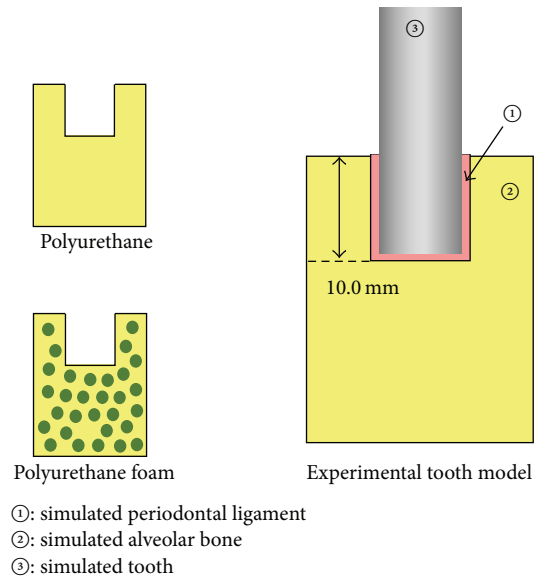 ③
①
②
Polyurethane
10.0 mm
Polyurethane foam
Experimental tooth model
①: simulated periodontal ligament
②: simulated alveolar bone
③: simulated tooth